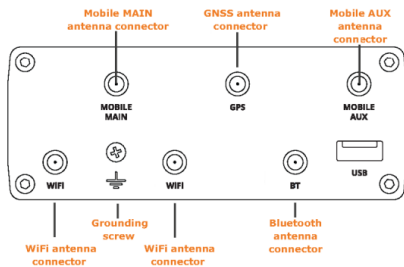 Mobile MAIN
antenna connector
GNSS antenna
connector
Mobile AUX
antenna
connector
MOBILE
MAIN
GPS
MOBILE
AUX
WIFI
WIFI
BT
USB
WiFi antenna
connector
Grounding
screw
WiFi antenna
connector
Bluetooth
antenna
connector